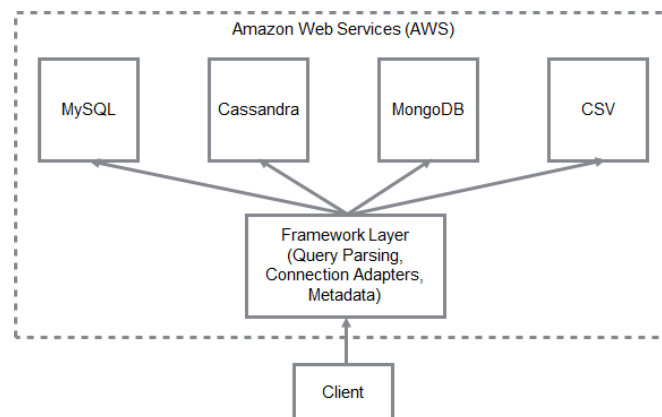 Amazon Web Services (AWS)
MySQL
Cassandra
MongoDB
CSV
Framework Layer
(Query Parsing,
Connection Adapters,
Metadata)
Client